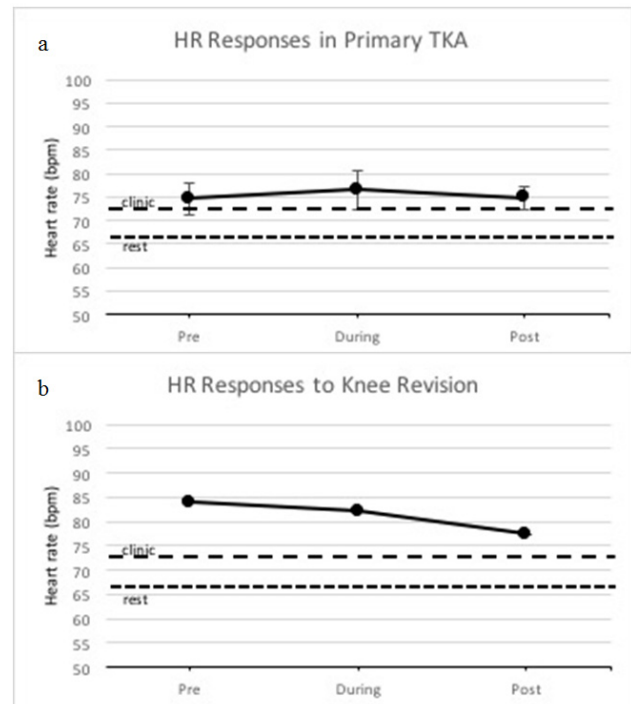 a
HR Responses in Primary TKA
Heart rate (bpm)
100
95
90
85
80
75
70
65
60
55
50
clinic
rest
Pre During Post
b
HR Responses to Knee Revision
Heart rate (bpm)
100
95
90
85
80
75
70
65
60
55
50
clinic
rest
Pre During Post